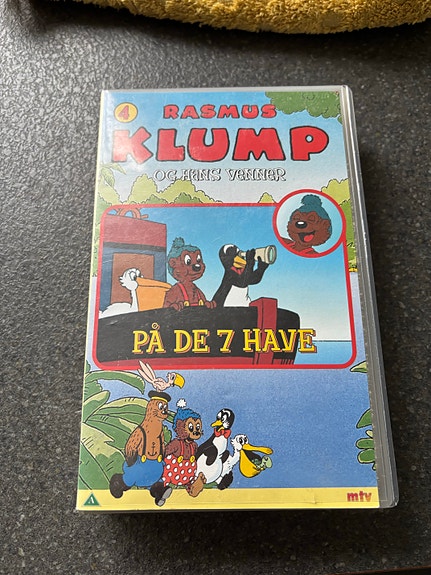 4
RASMUS
KLUMP
OG HANS VENNER
PÅ DE 7 HAVE
A
mtv